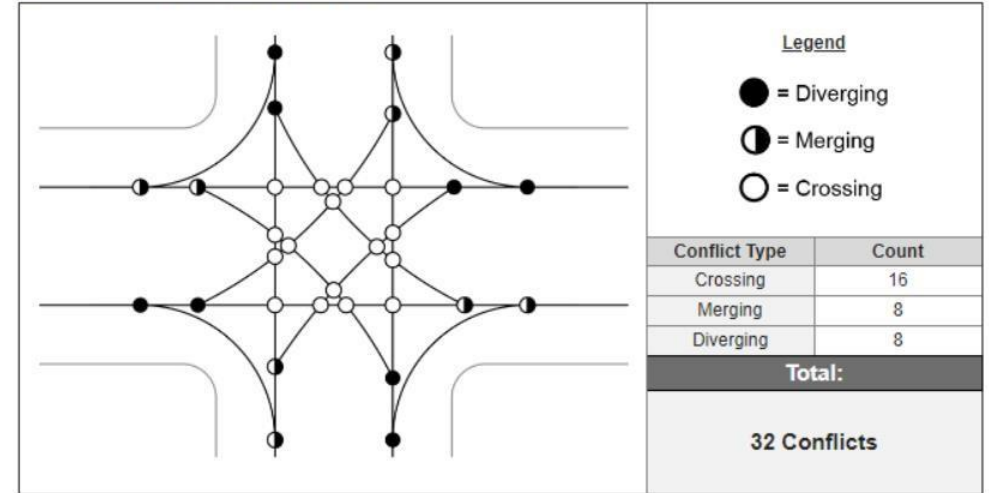 Legend
= Diverging
= Merging
= Crossing
Conflict Type Count
Crossing 16
Merging 8
Diverging 8
Total:
32 Conflicts